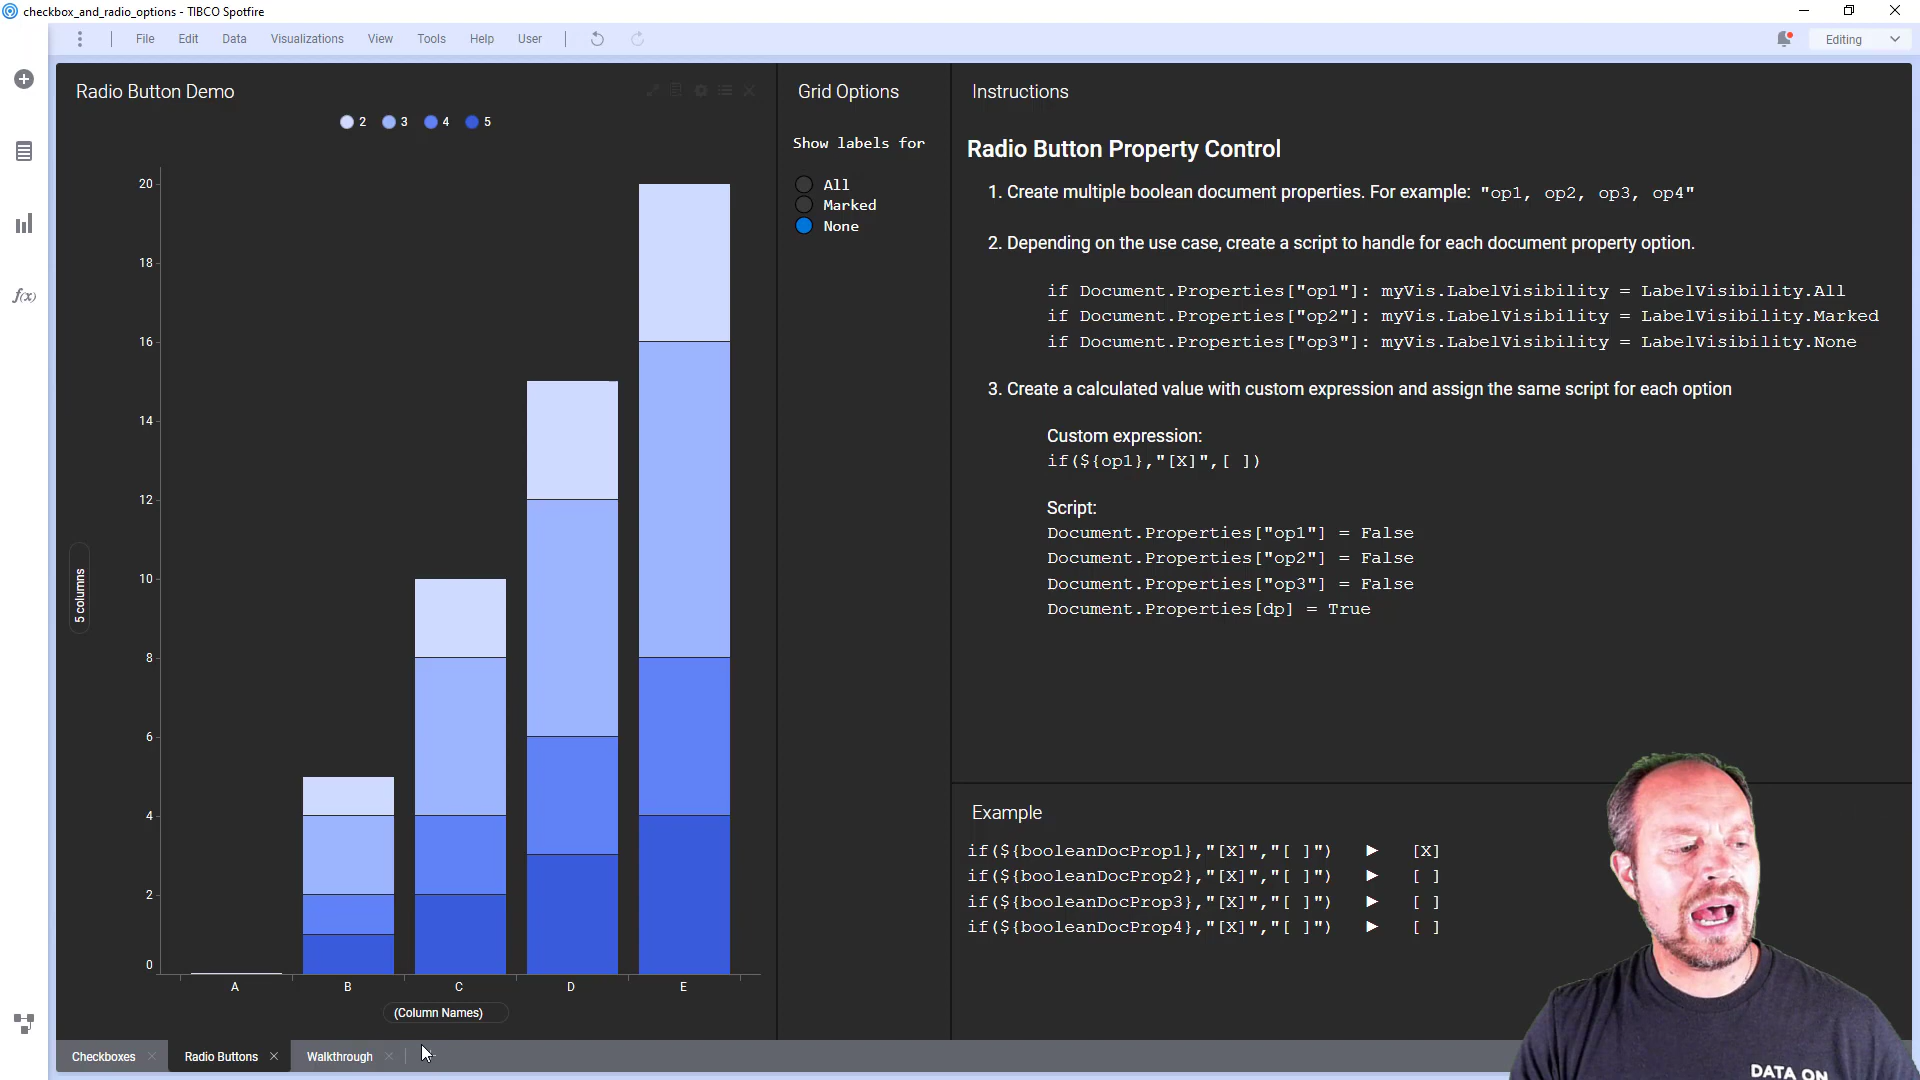 checkbox_and_radio_options - TIBCO Spotfire
File Edit Data Visualizations View Tools Help User
Editing
f(x)
Radio Button Demo
2 3 4 5
20
18
16
14
12
10
8
6
4
2
0
5 columns
A B C D E
(Column Names)
Grid Options
Show labels for
All
Marked
None
Instructions
Radio Button Property Control
1. Create multiple boolean document properties. For example: "op1, op2, op3, op4"
2. Depending on the use case, create a script to handle for each document property option.
if Document.Properties["op1"]: myVis.LabelVisibility = LabelVisibility.All
if Document.Properties["op2"]: myVis.LabelVisibility = LabelVisibility.Marked
if Document.Properties["op3"]: myVis.LabelVisibility = LabelVisibility.None
3. Create a calculated value with custom expression and assign the same script for each option
Custom expression:
if(${op1},"[X]",[ ])
Script:
Document.Properties["op1"] = False
Document.Properties["op2"] = False
Document.Properties["op3"] = False
Document.Properties[dp] = True
Example
if(${booleanDocProp1},"[X]","[ ]") ▶ [X]
if(${booleanDocProp2},"[X]","[ ]") ▶ [ ]
if(${booleanDocProp3},"[X]","[ ]") ▶ [ ]
if(${booleanDocProp4},"[X]","[ ]") ▶ [ ]
Checkboxes Radio Buttons Walkthrough
DATA ON